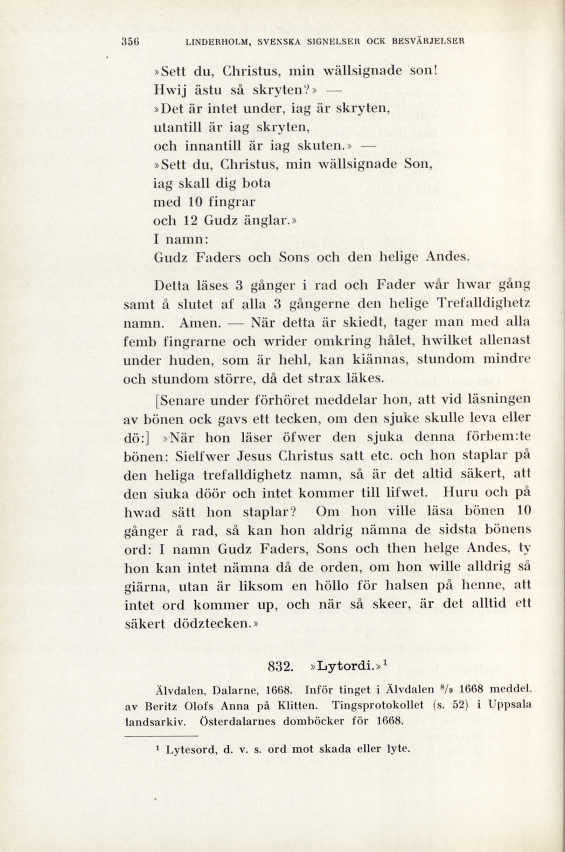 356 LINDERHOLM, SVENSKA SIGNELSER OCK BESVÄRJELSER
»Sett du, Christus, min wällsignade son!
Hwij ästu så skryten?» —
»Det är intet under, iag är skryten,
utantill är iag skryten,
och innantill är iag skuten.» —
»Sett du, Christus, min wällsignade Son,
iag skall dig bota
med 10 fingrar
och 12 Gudz änglar.»
I namn:
Gudz Faders och Sons och den helige Andes.
Detta läses 3 gånger i rad och Fader wår hwar gång
samt å slutet af alla 3 gångerne den helige Trefalldighetz
namn. Amen. — När detta är skiedt, tager man med alla
femb fingrarne och wrider omkring hålet, hwilket allenast
under huden, som är hehl, kan kiännas, stundom mindre
och stundom större, då det strax läkes.
[Senare under förhöret meddelar hon, att vid läsningen
av bönen ock gavs ett tecken, om den sjuke skulle leva eller
dö:] »När hon läser öfwer den sjuka denna förbem:te
bönen: Sielfwer Jesus Christus satt etc. och hon staplar på
den heliga trefalldighetz namn, så är det altid säkert, att
den siuka döör och intet kommer till lifwet. Huru och på
hwad sätt hon staplar? Om hon ville läsa bönen 10
gånger å rad, så kan hon aldrig nämna de sidsta bönens
ord: I namn Gudz Faders, Sons och then helge Andes, ty
hon kan intet nämna då de orden, om hon wille alldrig så
giärna, utan är liksom en höllo för halsen på henne, att
intet ord kommer up, och när så skeer, är det alltid ett
säkert dödztecken.»
832. »Lytordi.»¹
Älvdalen, Dalarne, 1668. Inför tinget i Älvdalen ⁸/₉ 1668 meddel.
av Beritz Olofs Anna på Klitten. Tingsprotokollet (s. 52) i Uppsala
landsarkiv. Österdalarnes domböcker för 1668.
¹ Lytesord, d. v. s. ord mot skada eller lyte.